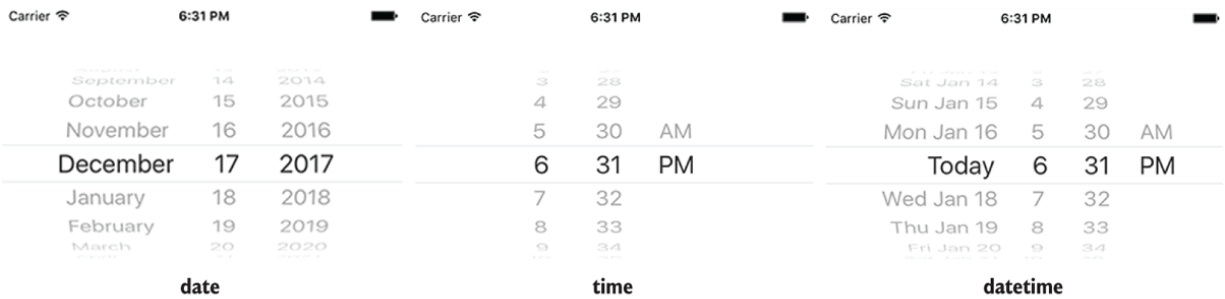 Carrier 6:31 PM
September 14 2014
October 15 2015
November 16 2016
December 17 2017
January 18 2018
February 19 2019
March 20 2020
date
Carrier 6:31 PM
3 28
4 29
5 30 AM
6 31 PM
7 32
8 33
9 34
time
Carrier 6:31 PM
Sat Jan 14 3 28
Sun Jan 15 4 29
Mon Jan 16 5 30 AM
Today 6 31 PM
Wed Jan 18 7 32
Thu Jan 19 8 33
Fri Jan 20 9 34
datetime